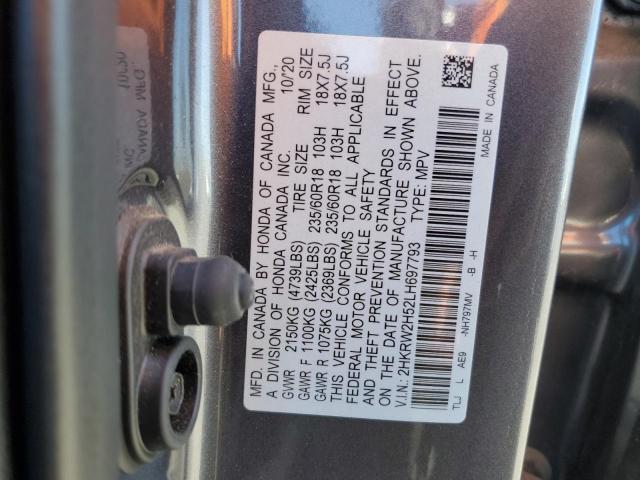 MFD. IN CANADA BY HONDA OF CANADA MFG.,
A DIVISION OF HONDA CANADA INC. 10/'20
GVWR 2150KG (4739LBS) TIRE SIZE RIM SIZE
GAWR F 1100KG (2425LBS) 235/60R18 103H 18X7.5J
GAWR R 1075KG (2369LBS) 235/60R18 103H 18X7.5J
THIS VEHICLE CONFORMS TO ALL APPLICABLE
FEDERAL MOTOR VEHICLE SAFETY
AND THEFT PREVENTION STANDARDS IN EFFECT
ON THE DATE OF MANUFACTURE SHOWN ABOVE.
V.I.N.: 2HKRW2H52LH697793 TYPE: MPV
TLJ L AE9 -NH797MV -B -H
MADE IN CANADA